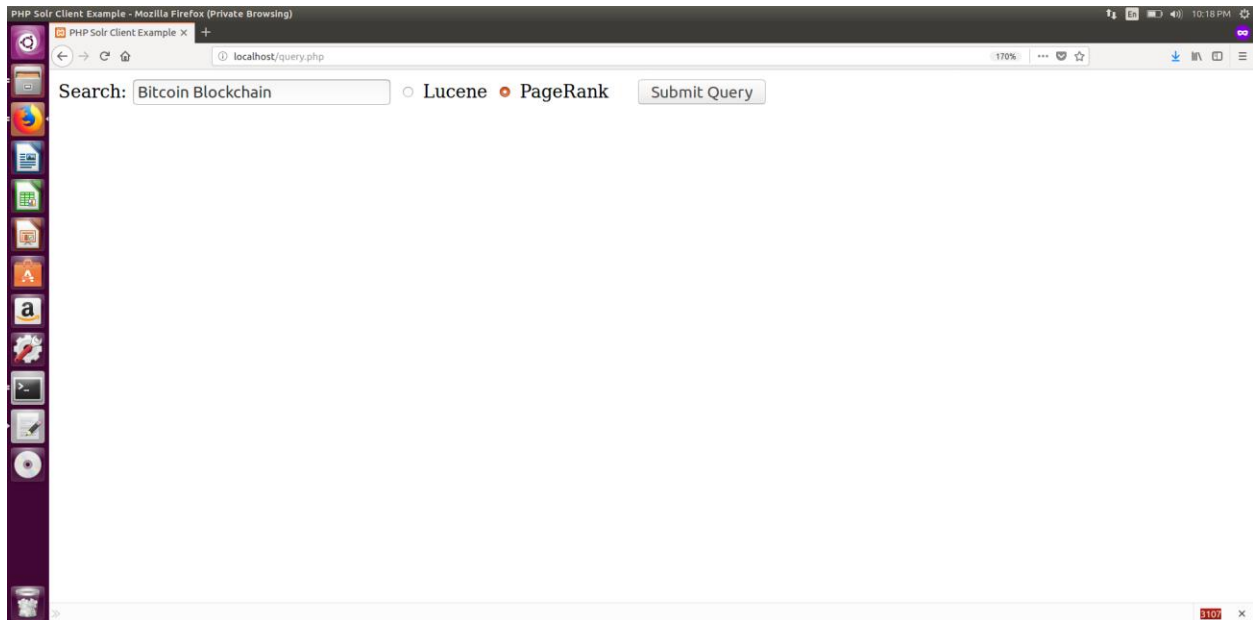 PHP Solr Client Example - Mozilla Firefox (Private Browsing)
En 10:18 PM
PHP Solr Client Example × +
localhost/query.php 170%
Search: Bitcoin Blockchain Lucene PageRank Submit Query
a
>_
» 3107 ×